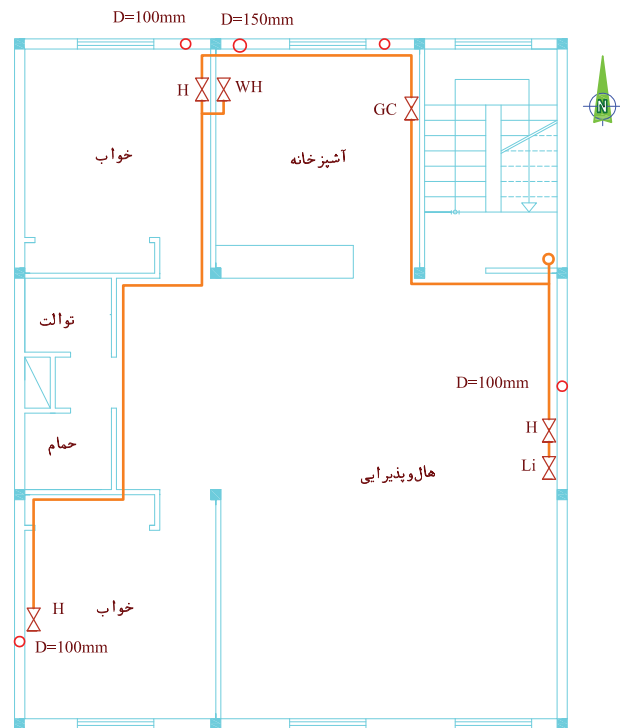 D=100mm
D=150mm
H
WH
GC
N
خواب
آشپزخانه
توالت
D=100mm
H
حمام
Li
هال‌وپذیرایی
H
خواب
D=100mm